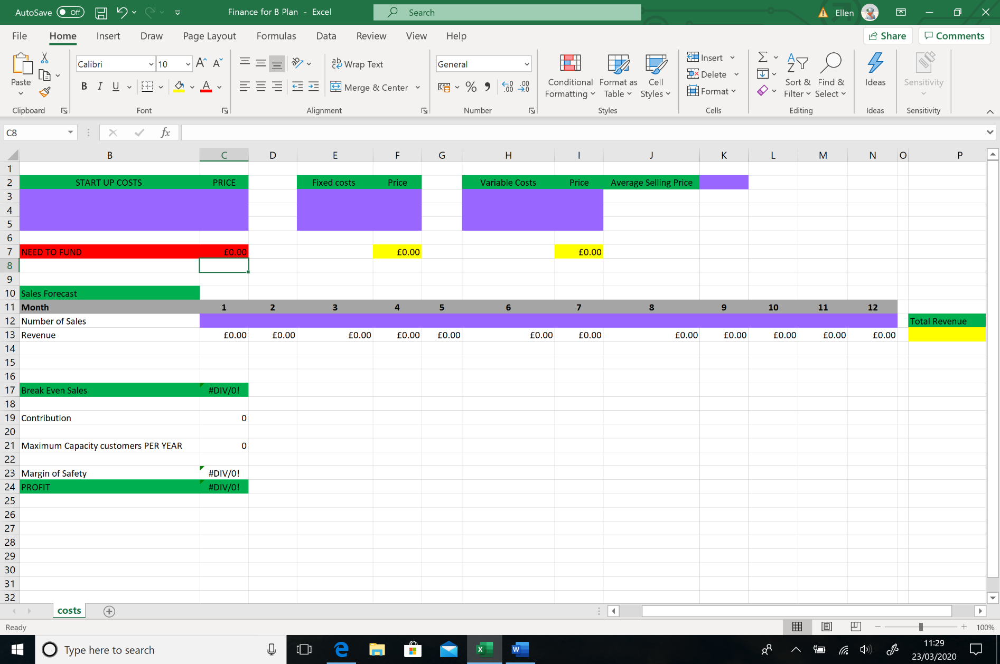 AutoSave Off Finance for B Plan - Excel Search Ellen
File Home Insert Draw Page Layout Formulas Data Review View Help Share Comments
Paste Calibri 10 A A Wrap Text General Conditional Formatting Format as Table Cell Styles Insert Sort & Filter Find & Select Ideas Sensitivity
B I U A Merge & Center % Delete
Format
Clipboard Font Alignment Number Styles Cells Editing Ideas Sensitivity
C8 fx
B C D E F G H I J K L M N O P
1
2 START UP COSTS PRICE Fixed costs Price Variable Costs Price Average Selling Price
3
4
5
6
7 NEED TO FUND £0.00 £0.00 £0.00
8
9
10 Sales Forecast
11 Month 1 2 3 4 5 6 7 8 9 10 11 12
12 Number of Sales Total Revenue
13 Revenue £0.00 £0.00 £0.00 £0.00 £0.00 £0.00 £0.00 £0.00 £0.00 £0.00 £0.00 £0.00
14
15
16
17 Break Even Sales #DIV/0!
18
19 Contribution 0
20
21 Maximum Capacity customers PER YEAR 0
22
23 Margin of Safety #DIV/0!
24 PROFIT #DIV/0!
25
26
27
28
29
30
31
32
costs
Ready 100%
Type here to search 11:29
23/03/2020